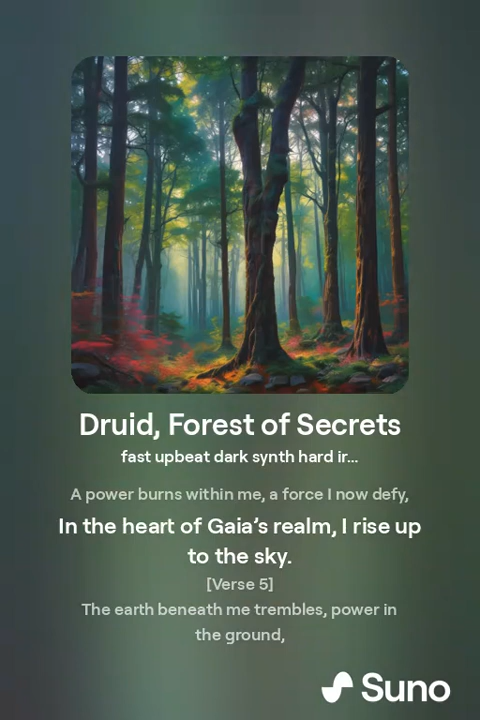 Druid, Forest of Secrets
fast upbeat dark synth hard ir...
A power burns within me, a force I now defy,
In the heart of Gaia's realm, I rise up
to the sky.
[Verse 5]
The earth beneath me trembles, power in
the ground,
Suno